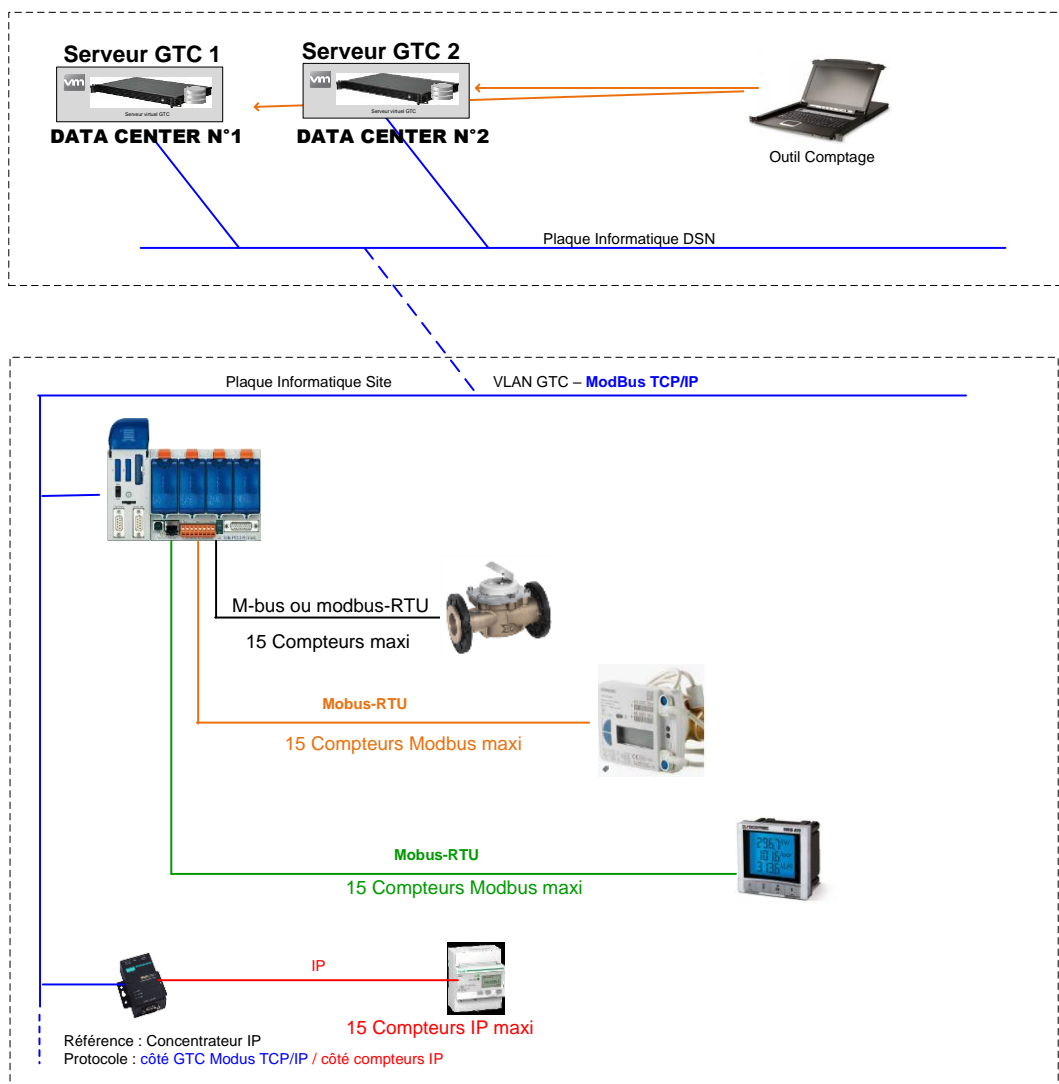 Serveur GTC 1
Serveur GTC 2
vm
Serveur virtuel GTC
vm
Serveur virtuel GTC
DATA CENTER N°1
DATA CENTER N°2
Outil Comptage
Plaque Informatique DSN
Plaque Informatique Site
VLAN GTC – ModBus TCP/IP
M-bus ou modbus-RTU
15 Compteurs maxi
Mobus-RTU
15 Compteurs Modbus maxi
Mobus-RTU
15 Compteurs Modbus maxi
IP
15 Compteurs IP maxi
Référence : Concentrateur IP
Protocole : côté GTC Modus TCP/IP / côté compteurs IP